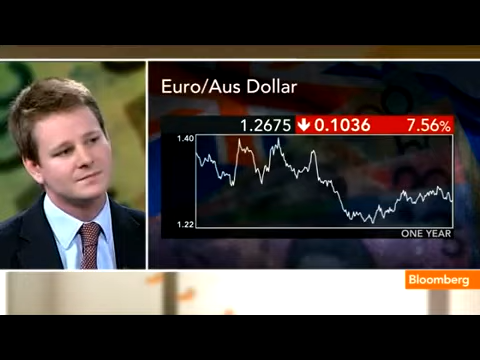 Euro/Aus Dollar
1.2675 0.1036 7.56%
1.40
1.22
ONE YEAR
Bloomberg